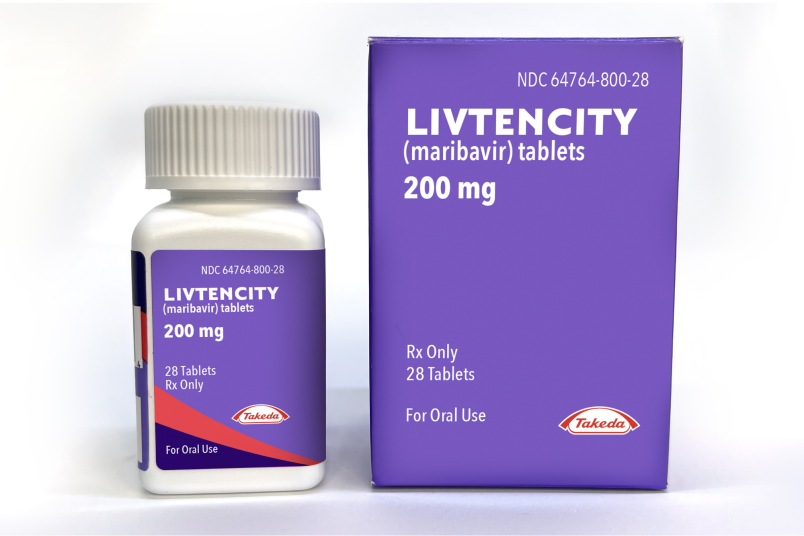 NDC 64764-800-28
LIVTENCITY
(maribavir) tablets
200 mg
28 Tablets
Rx Only
Takeda
For Oral Use
NDC 64764-800-28
LIVTENCITY
(maribavir) tablets
200 mg
Rx Only
28 Tablets
For Oral Use
Takeda